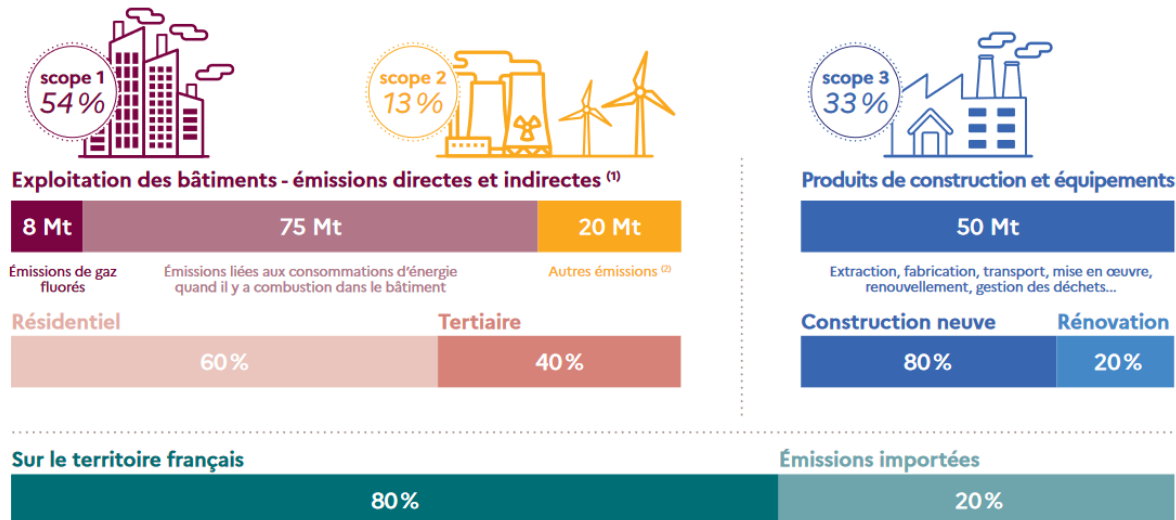 scope 1
54 %
scope 2
13 %
scope 3
33 %
Exploitation des bâtiments - émissions directes et indirectes (1)
8 Mt
75 Mt
20 Mt
Émissions de gaz
fluorés
Émissions liées aux consommations d'énergie
quand il y a combustion dans le bâtiment
Autres émissions (2)
Résidentiel
Tertiaire
60 %
40 %
Produits de construction et équipements
50 Mt
Extraction, fabrication, transport, mise en œuvre,
renouvellement, gestion des déchets...
Construction neuve
Rénovation
80 %
20 %
Sur le territoire français
Émissions importées
80 %
20 %